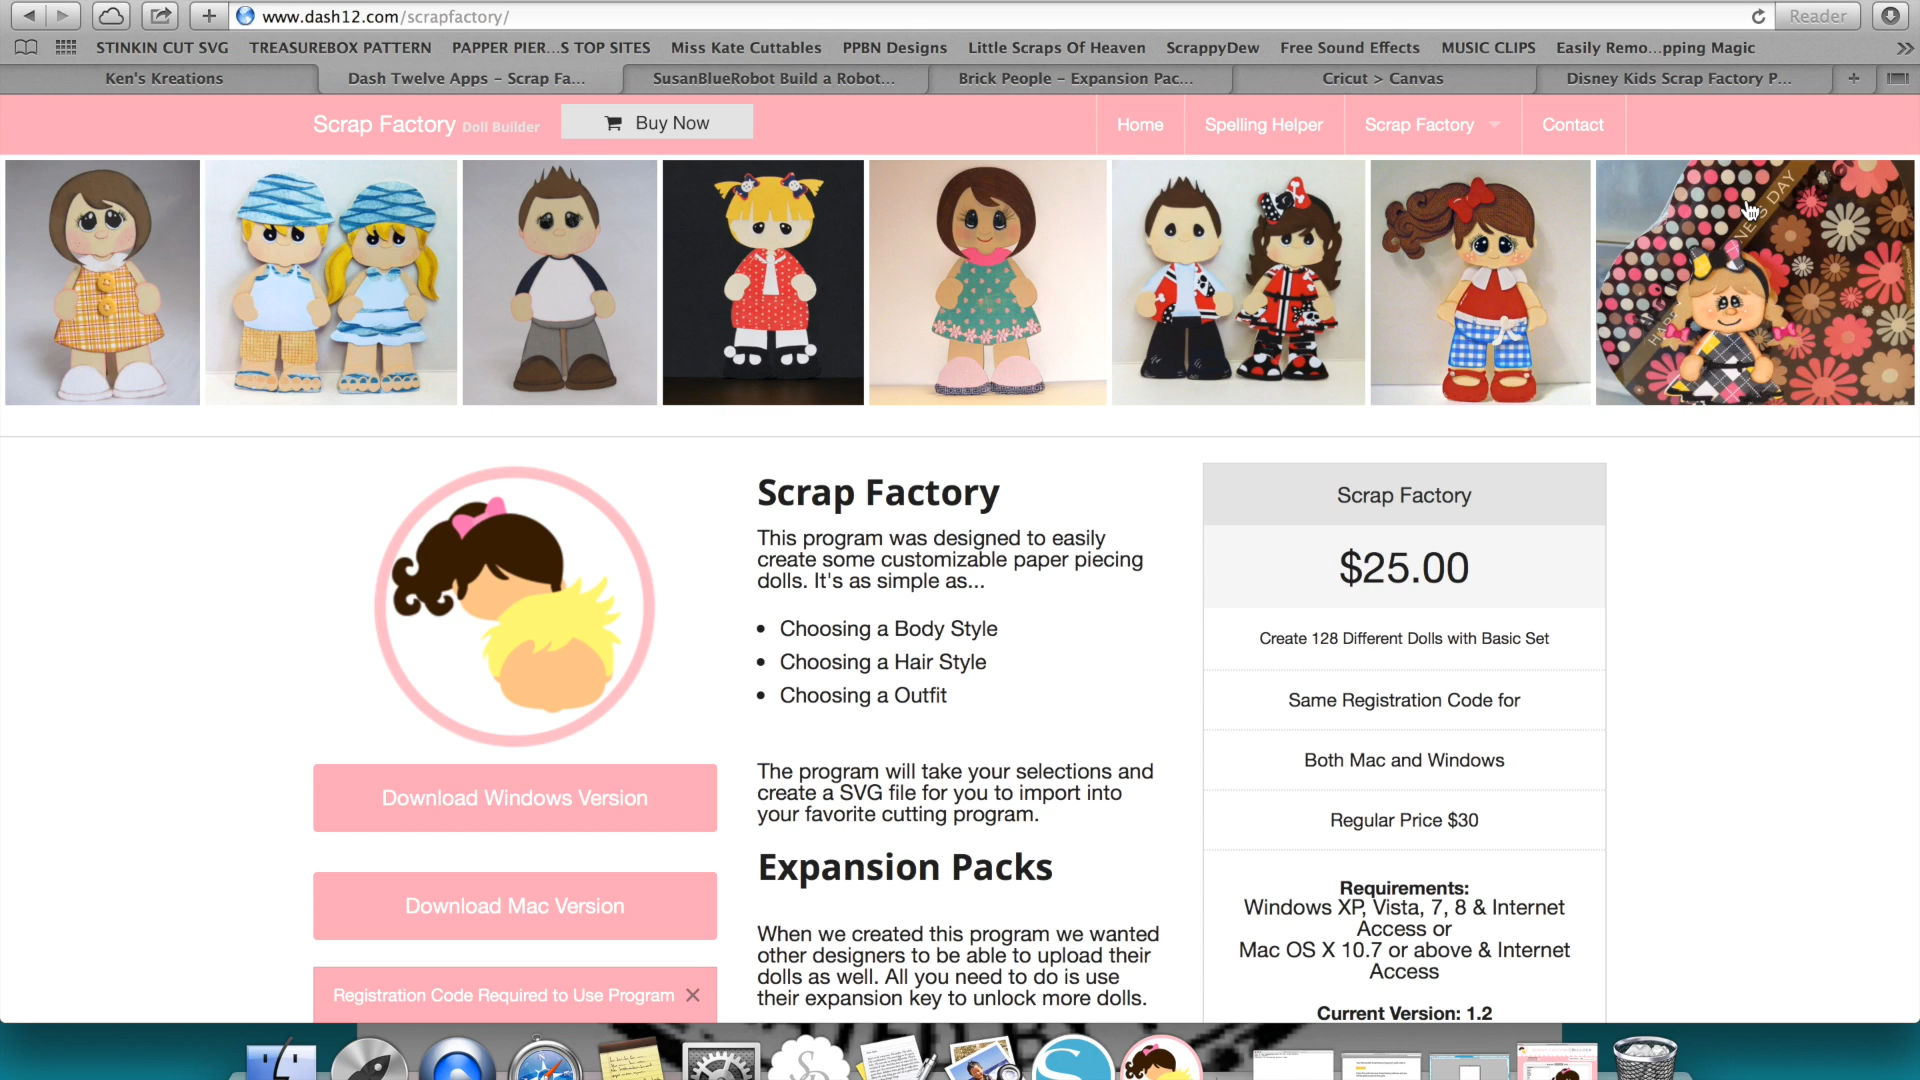 www.dash12.com/scrapfactory/
Reader
STINKIN CUT SVG TREASUREBOX PATTERN PAPPER PIER...S TOP SITES Miss Kate Cuttables PPBN Designs Little Scraps Of Heaven ScrappyDew Free Sound Effects MUSIC CLIPS Easily Remo...pping Magic
Ken's Kreations Dash Twelve Apps – Scrap Fa... SusanBlueRobot Build a Robot... Brick People – Expansion Pac... Cricut > Canvas Disney Kids Scrap Factory P...
Scrap Factory Doll Builder Buy Now Home Spelling Helper Scrap Factory Contact
Scrap Factory
This program was designed to easily
create some customizable paper piecing
dolls. It's as simple as...
• Choosing a Body Style
• Choosing a Hair Style
• Choosing a Outfit
The program will take your selections and
create a SVG file for you to import into
your favorite cutting program.
Expansion Packs
When we created this program we wanted
other designers to be able to upload their
dolls as well. All you need to do is use
their expansion key to unlock more dolls.
Download Windows Version
Download Mac Version
Registration Code Required to Use Program
Scrap Factory
$25.00
Create 128 Different Dolls with Basic Set
Same Registration Code for
Both Mac and Windows
Regular Price $30
Requirements:
Windows XP, Vista, 7, 8 & Internet
Access or
Mac OS X 10.7 or above & Internet
Access
Current Version: 1.2